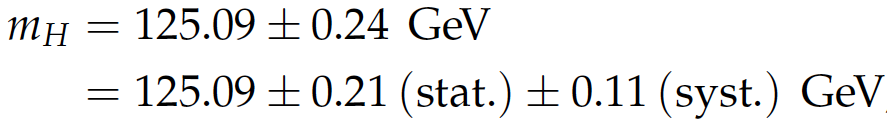 m_H = 125.09 ± 0.24 GeV
= 125.09 ± 0.21 (stat.) ± 0.11 (syst.) GeV,